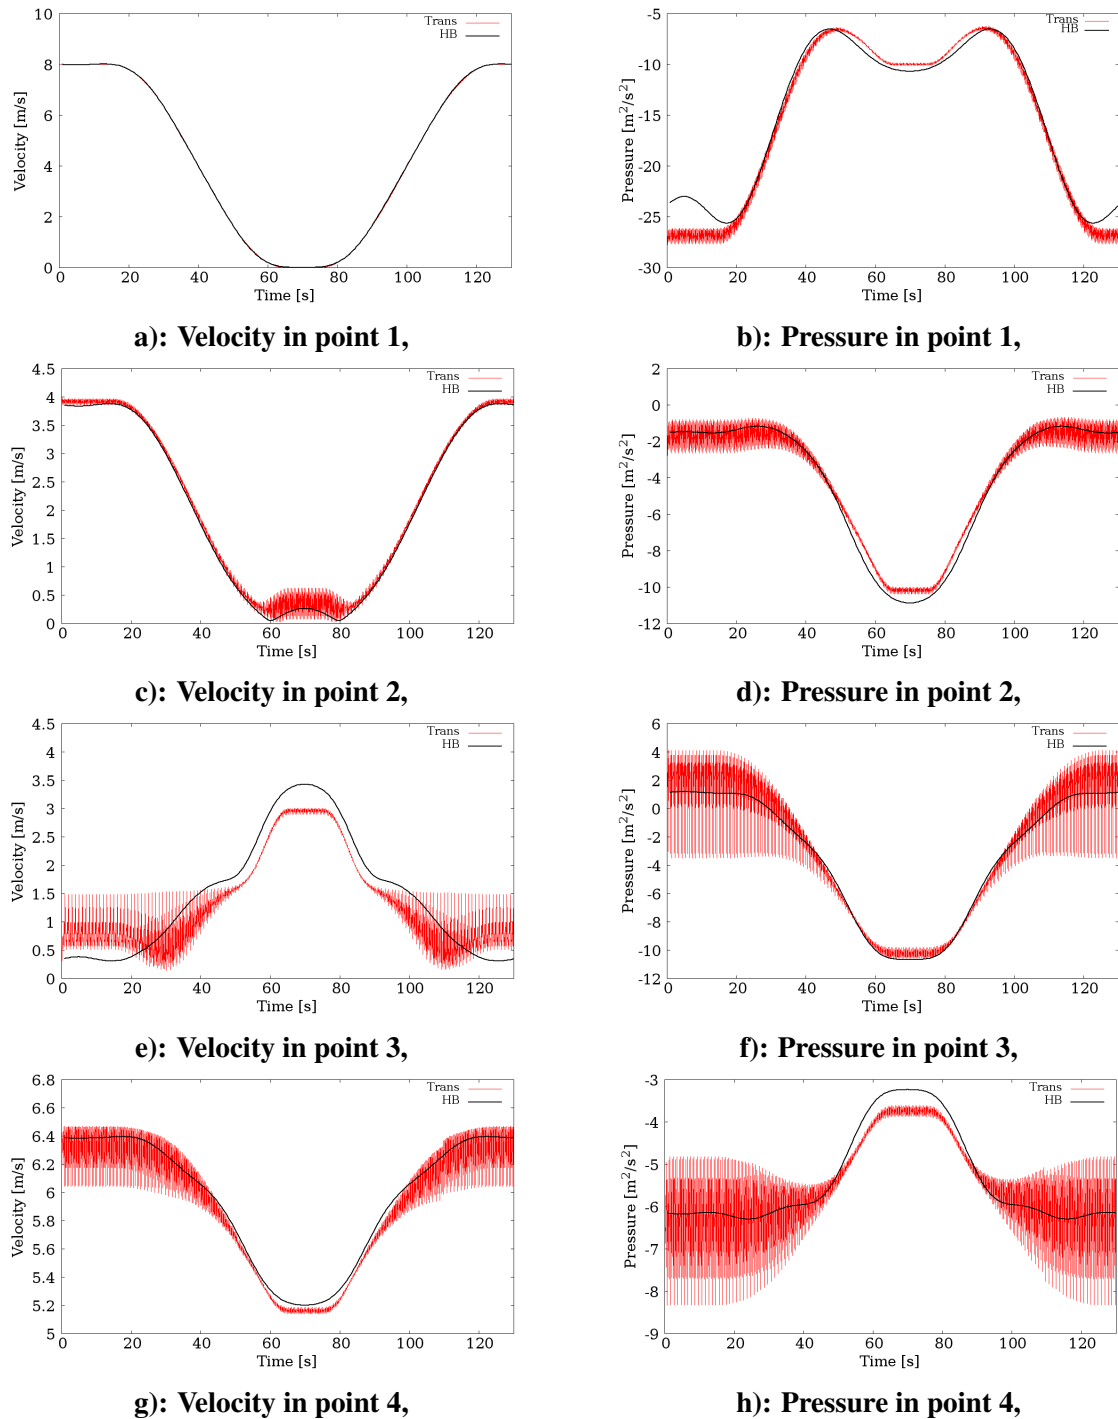 10
8
6
4
2
0
0 20 40 60 80 100 120
Velocity [m/s]
Time [s]
Trans
HB
a): Velocity in point 1,
-5
-10
-15
-20
-25
-30
0 20 40 60 80 100 120
Pressure [m²/s²]
Time [s]
Trans
HB
b): Pressure in point 1,
4.5
4
3.5
3
2.5
2
1.5
1
0.5
0
0 20 40 60 80 100 120
Velocity [m/s]
Time [s]
Trans
HB
c): Velocity in point 2,
2
0
-2
-4
-6
-8
-10
-12
0 20 40 60 80 100 120
Pressure [m²/s²]
Time [s]
Trans
HB
d): Pressure in point 2,
4.5
4
3.5
3
2.5
2
1.5
1
0.5
0
0 20 40 60 80 100 120
Velocity [m/s]
Time [s]
Trans
HB
e): Velocity in point 3,
6
4
2
0
-2
-4
-6
-8
-10
-12
0 20 40 60 80 100 120
Pressure [m²/s²]
Time [s]
Trans
HB
f): Pressure in point 3,
6.8
6.6
6.4
6.2
6
5.8
5.6
5.4
5.2
5
0 20 40 60 80 100 120
Velocity [m/s]
Time [s]
Trans
HB
g): Velocity in point 4,
-3
-4
-5
-6
-7
-8
-9
0 20 40 60 80 100 120
Pressure [m²/s²]
Time [s]
Trans
HB
h): Pressure in point 4,